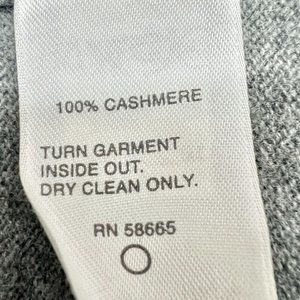 100% CASHMERE
TURN GARMENT
INSIDE OUT.
DRY CLEAN ONLY.
RN 58665